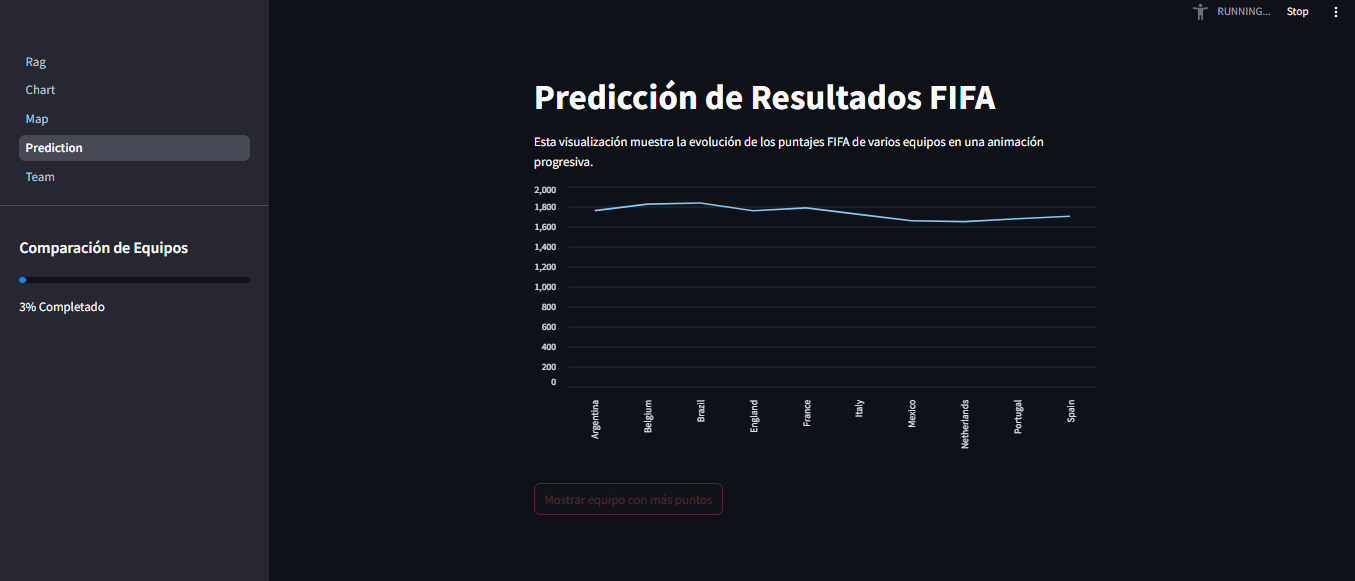 RUNNING...
Stop
Rag
Chart
Map
Prediction
Team
Comparación de Equipos
3% Completado
Predicción de Resultados FIFA
Esta visualización muestra la evolución de los puntajes FIFA de varios equipos en una animación
progresiva.
2,000
1,800
1,600
1,400
1,200
1,000
800
600
400
200
0
Argentina
Belgium
Brazil
England
France
Italy
Mexico
Netherlands
Portugal
Spain
Mostrar equipo con más puntos